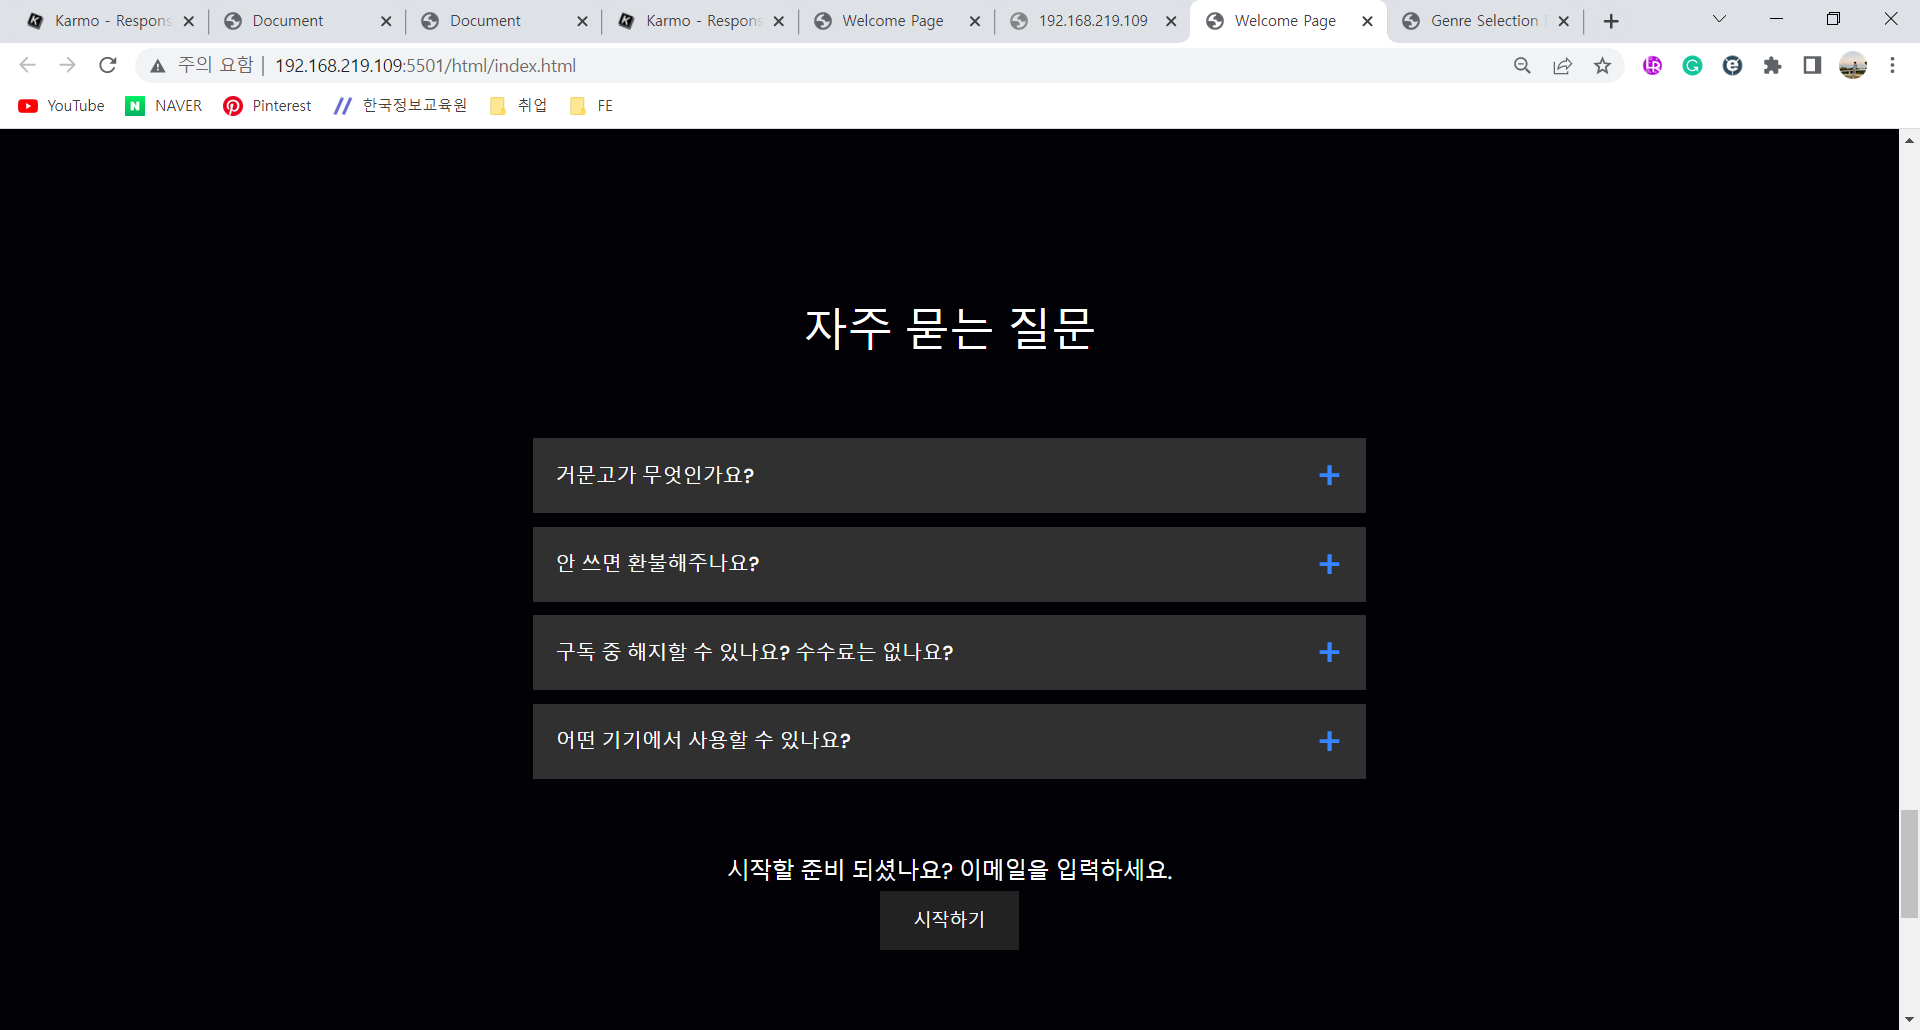 Karmo - Respons
Document
Document
Karmo - Respons
Welcome Page
192.168.219.109
Welcome Page
Genre Selection
주의 요함
192.168.219.109:5501/html/index.html
YouTube
NAVER
Pinterest
한국정보교육원
취업
FE
자주 묻는 질문
거문고가 무엇인가요?
안 쓰면 환불해주나요?
구독 중 해지할 수 있나요? 수수료는 없나요?
어떤 기기에서 사용할 수 있나요?
시작할 준비 되셨나요? 이메일을 입력하세요.
시작하기